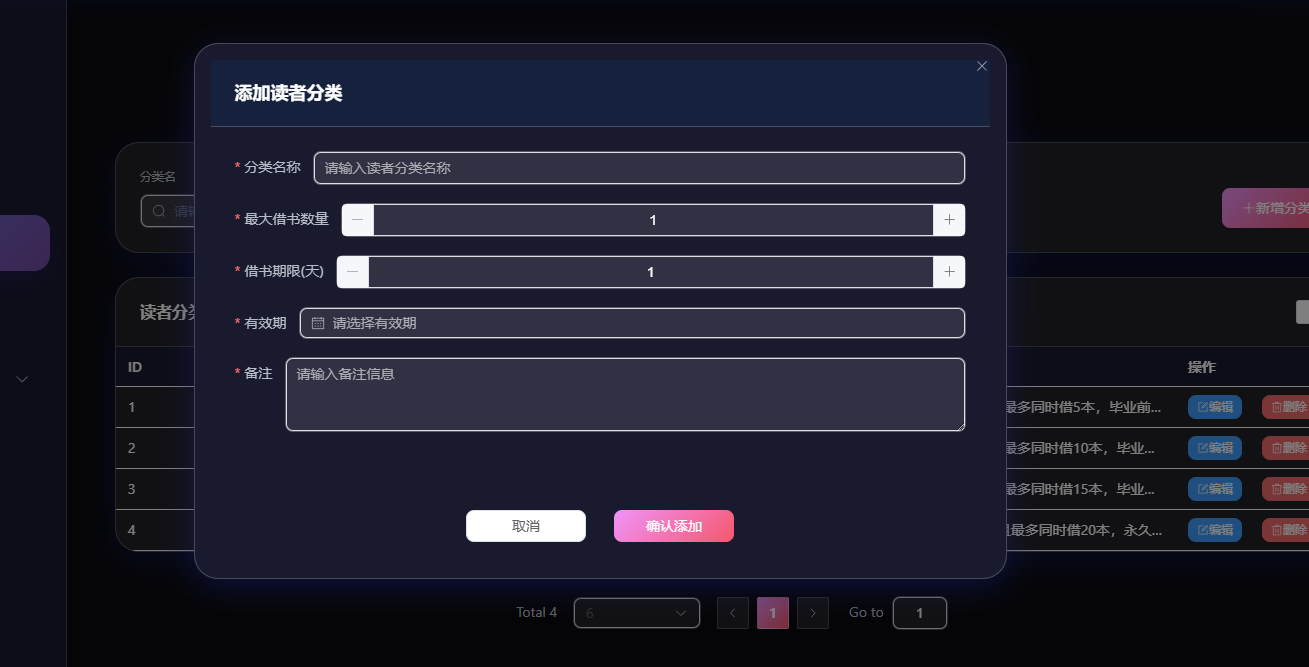 添加读者分类
* 分类名称 请输入读者分类名称
* 最大借书数量 1
* 借书期限(天) 1
* 有效期 请选择有效期
* 备注 请输入备注信息
取消 确认添加
分类名
请
+新增分类
读者分
ID 操作
1 最多同时借5本，毕业前... 编辑 删除
2 最多同时借10本，毕业... 编辑 删除
3 最多同时借15本，毕业... 编辑 删除
4 最多同时借20本，永久... 编辑 删除
Total 4 6 1 Go to 1